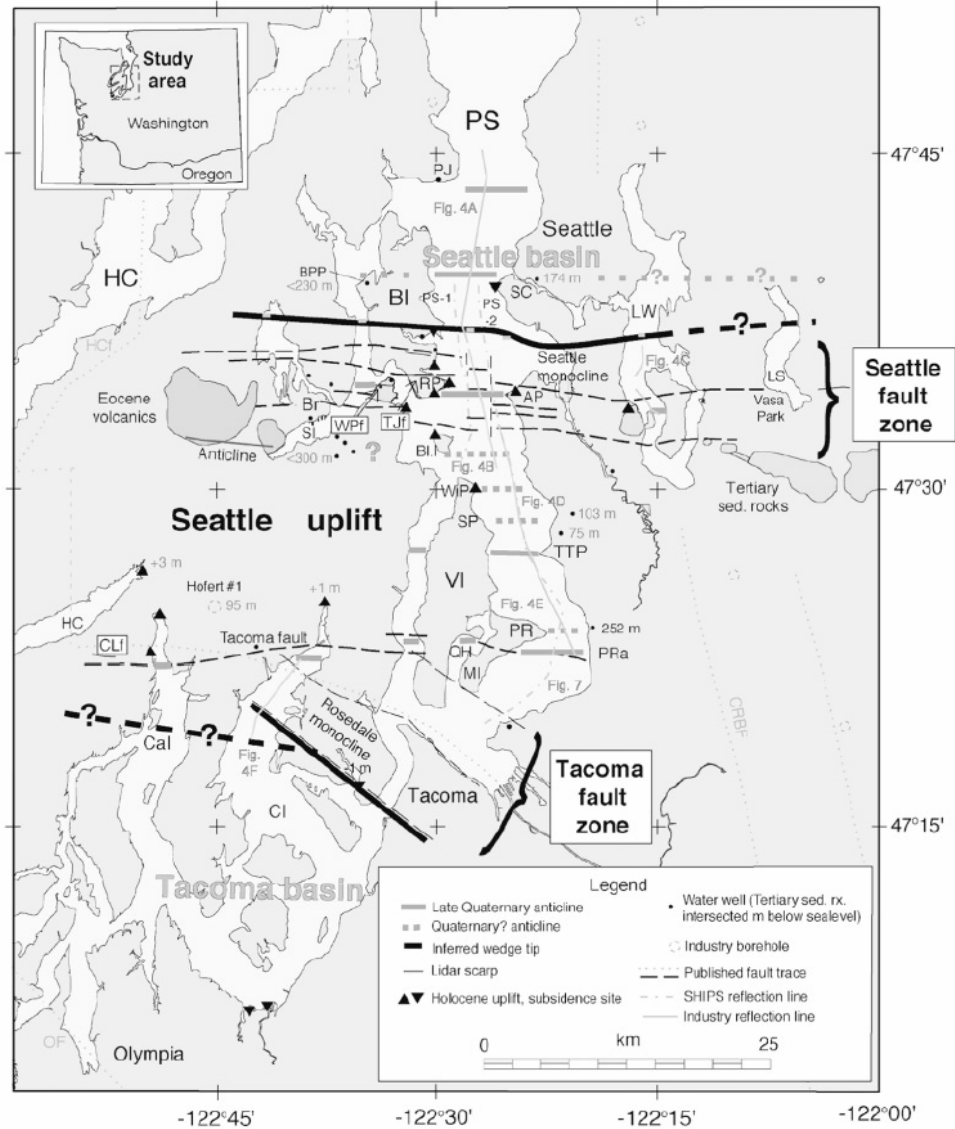 Study
area
Washington
Oregon
PS
47°45'
PJ
Fig. 4A
Seattle
Seattle basin
HC
BPP
<230 m
BI
PS-1
PS
2
SC
174 m
?
?
LW
HCf
?
Seattle
monocline
Fig. 4C
LS
Vasa
Park
Seattle
fault
zone
Eocene
volcanics
RP
AP
Br
SI
WPf
TJf
Anticline
<300 m
?
BI.I
Fig. 4B
WiP
Fig. 4D
Tertiary
sed. rocks
47°30
Seattle uplift
SP
103 m
75 m
TTP
+3 m
Hofert #1
95 m
+1 m
VI
Fig. 4E
HC
CLf
Tacoma fault
PR
252 m
QH
PRa
MI
Fig. 7
CRBF
?
?
Cal
Rosedale
monocline
-1 m
Fig.
4F
CI
Tacoma
Tacoma
fault
zone
47°15
Tacoma basin
OF
Olympia
Legend
Late Quaternary anticline
Quaternary? anticline
Inferred wedge tip
Lidar scarp
Holocene uplift, subsidence site
Water well (Tertiary sed. rx.
intersected m below sealevel)
Industry borehole
Published fault trace
SHIPS reflection line
Industry reflection line
km
0
25
-122°45'
-122°30'
-122°15'
-122°00'